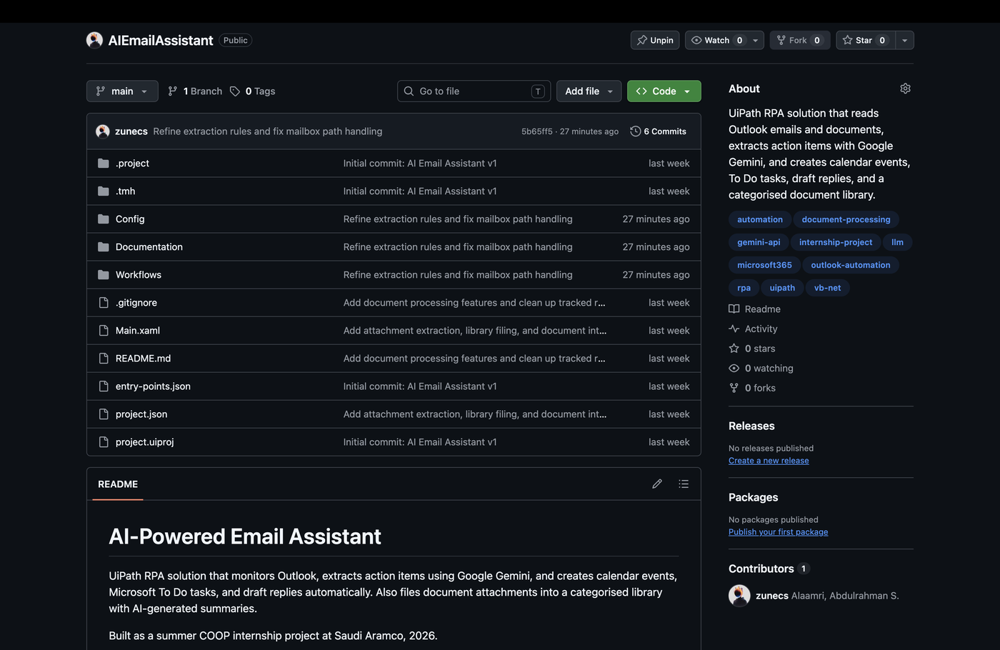 AIEmailAssistant Public
Unpin Watch 0 Fork 0 Star 0
main 1 Branch 0 Tags
Go to file T Add file Code
zunecs Refine extraction rules and fix mailbox path handling 5b65ff5 · 27 minutes ago 6 Commits
.project Initial commit: AI Email Assistant v1 last week
.tmh Initial commit: AI Email Assistant v1 last week
Config Refine extraction rules and fix mailbox path handling 27 minutes ago
Documentation Refine extraction rules and fix mailbox path handling 27 minutes ago
Workflows Refine extraction rules and fix mailbox path handling 27 minutes ago
.gitignore Add document processing features and clean up tracked r... last week
Main.xaml Add attachment extraction, library filing, and document int... last week
README.md Add document processing features and clean up tracked r... last week
entry-points.json Initial commit: AI Email Assistant v1 last week
project.json Add attachment extraction, library filing, and document int... last week
project.uiproj Initial commit: AI Email Assistant v1 last week
README
AI-Powered Email Assistant
UiPath RPA solution that monitors Outlook, extracts action items using Google Gemini, and creates calendar events,
Microsoft To Do tasks, and draft replies automatically. Also files document attachments into a categorised library
with AI-generated summaries.
Built as a summer COOP internship project at Saudi Aramco, 2026.
About
UiPath RPA solution that reads
Outlook emails and documents,
extracts action items with Google
Gemini, and creates calendar events,
To Do tasks, draft replies, and a
categorised document library.
automation document-processing
gemini-api internship-project llm
microsoft365 outlook-automation
rpa uipath vb-net
Readme
Activity
0 stars
0 watching
0 forks
Releases
No releases published
Create a new release
Packages
No packages published
Publish your first package
Contributors 1
zunecs Alaamri, Abdulrahman S.